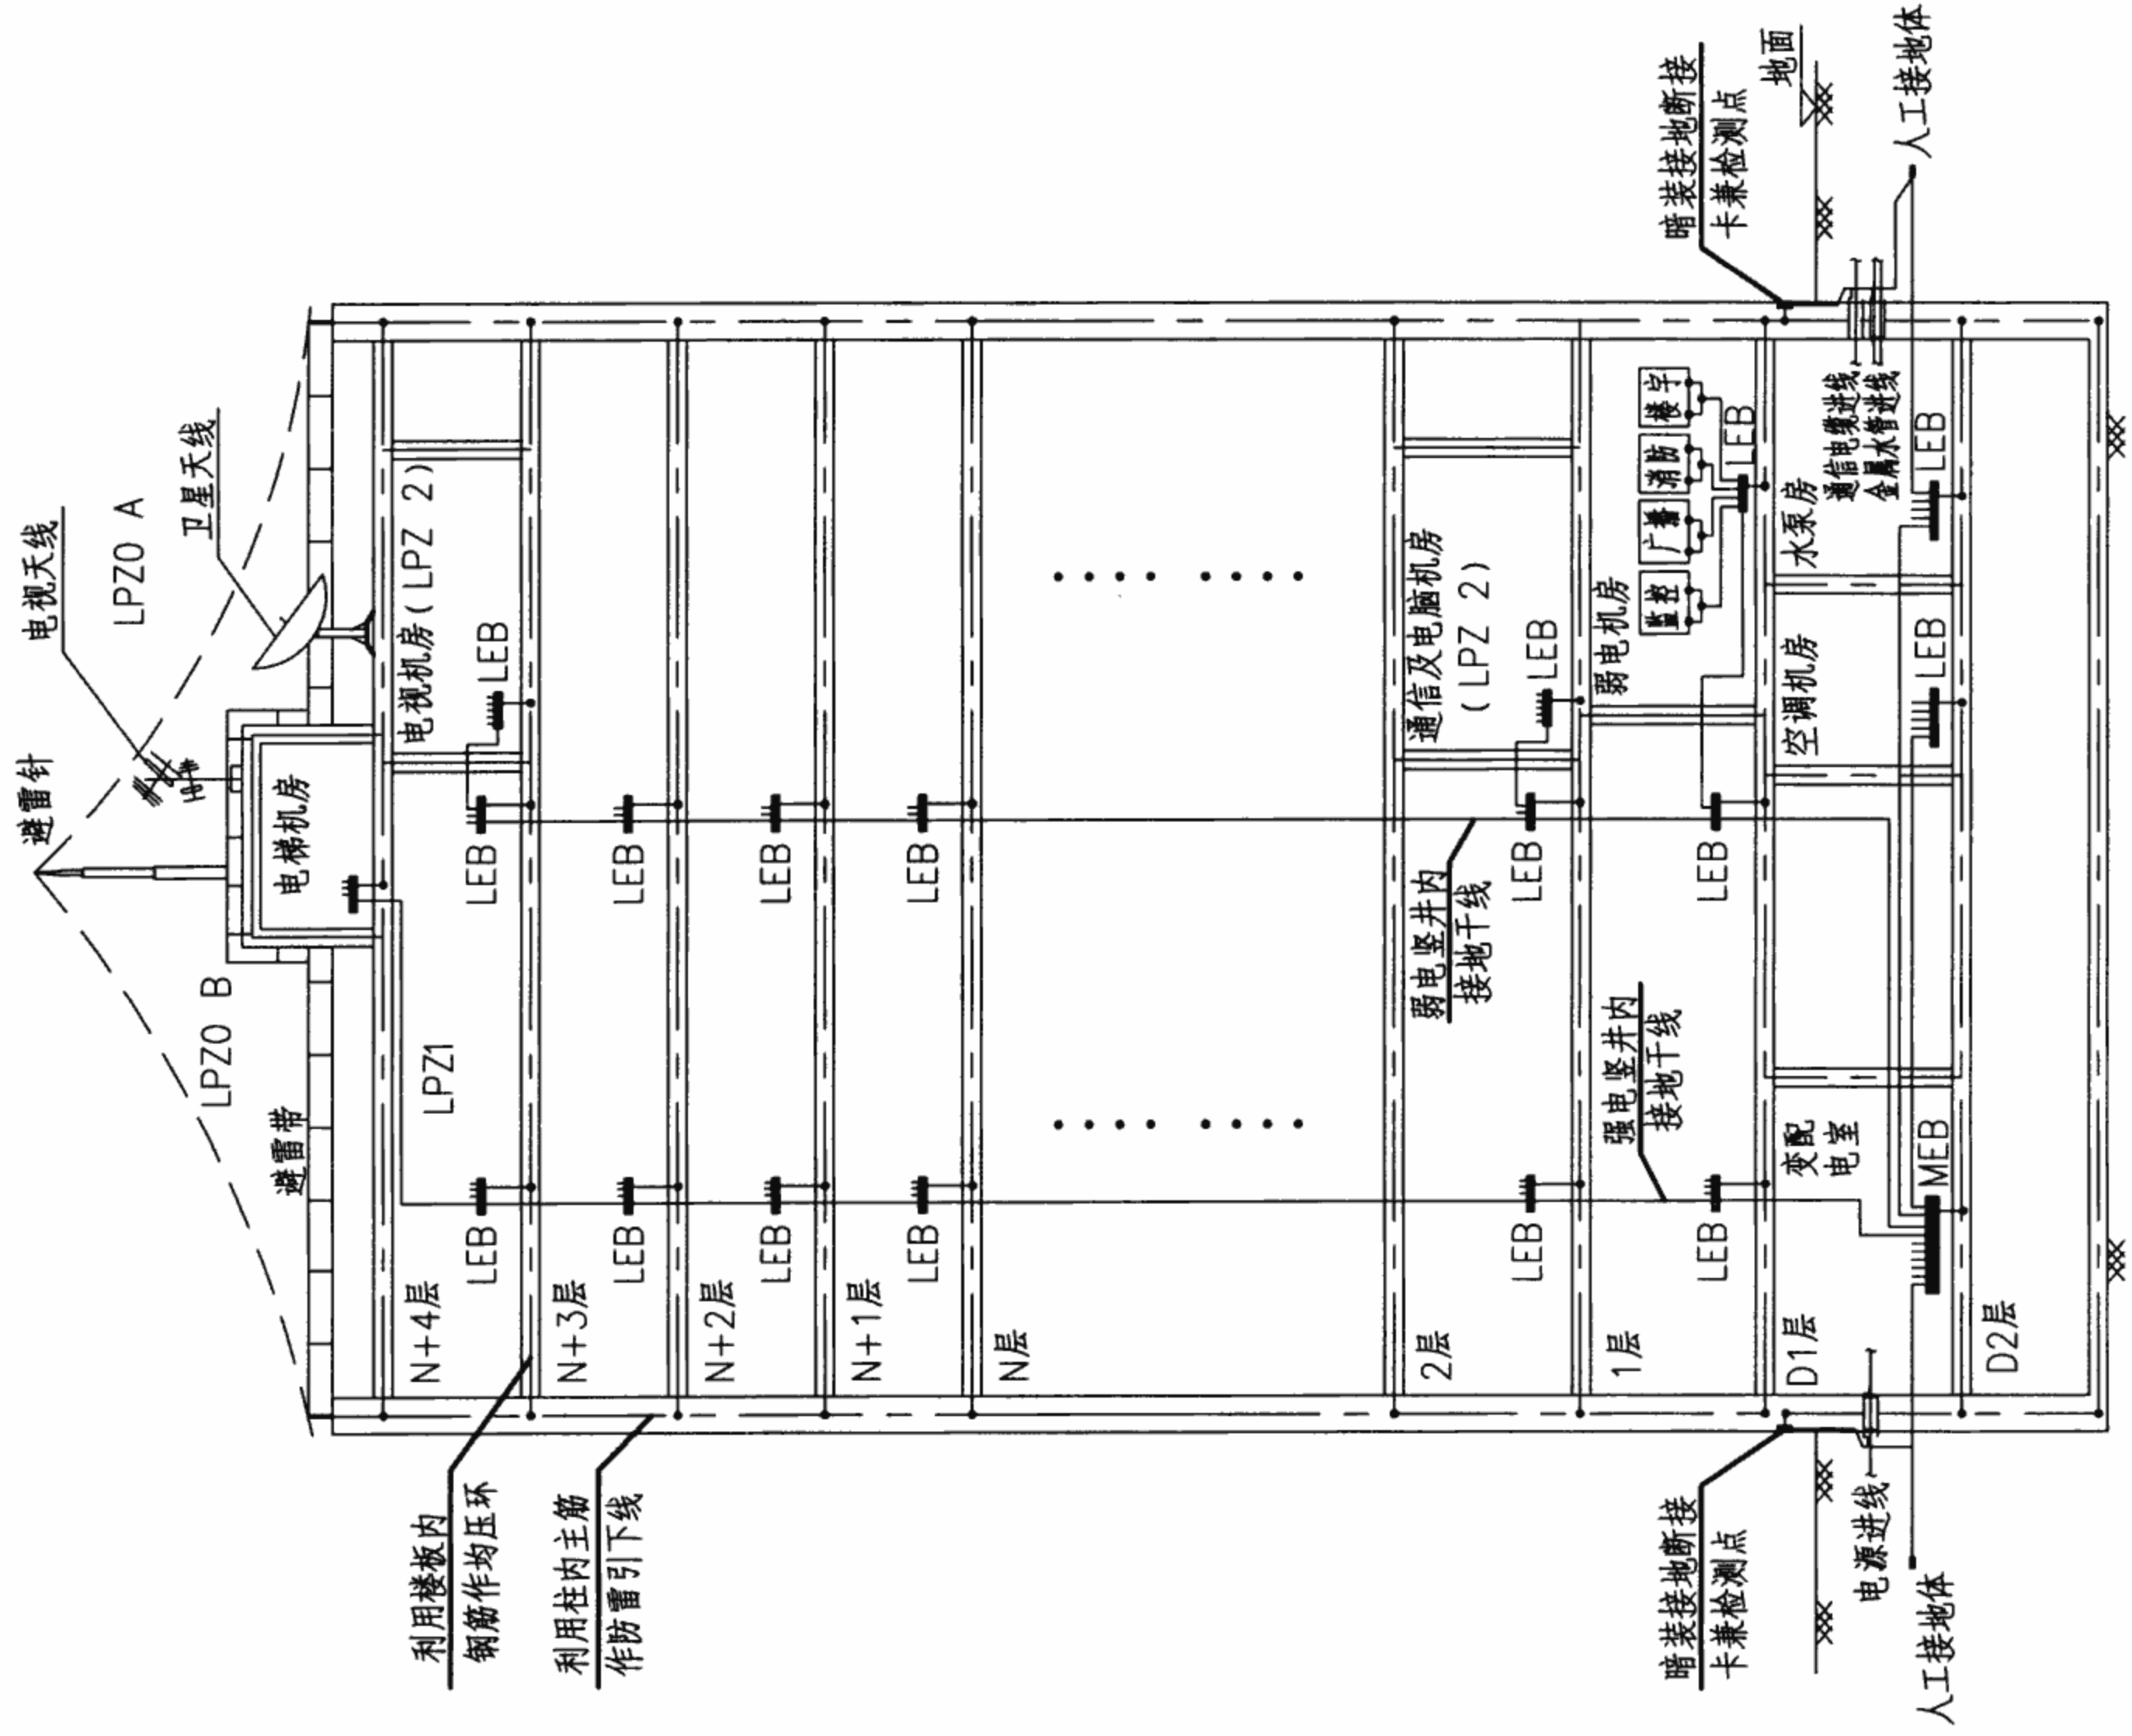 避雷针
电视天线
LPZ0 A
卫星天线
LPZ0 B
避雷带
电梯机房
电视机房(LPZ 2)
LPZ1
LEB
N+4层
LEB
LEB
利用楼板内
钢筋作均压环
N+3层
LEB
LEB
利用柱内主筋
作防雷引下线
N+2层
LEB
LEB
N+1层
LEB
LEB
N层
弱电竖井内
接地干线
通信及电脑机房
(LPZ 2)
LEB
2层
LEB
LEB
强电竖井内
接地干线
弱电机房
监控
广播
消防
楼宇
LEB
1层
LEB
LEB
暗装接地断接
卡兼检测点
地面
暗装接地断接
卡兼检测点
D1层
变配
电室
空调机房
水泵房
通信电缆进线
金属水管进线
电源进线
MEB
LEB
LEB
人工接地体
人工接地体
D2层